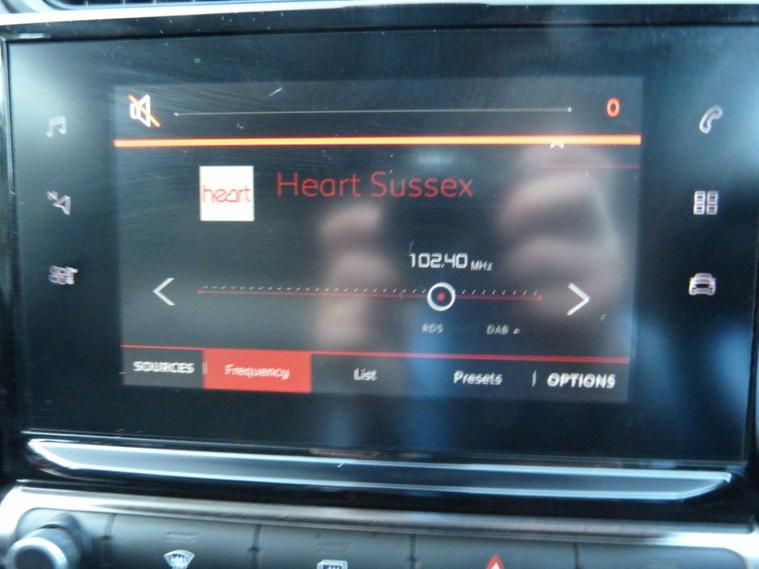 0
heart
Heart Sussex
102.40 MHz
RDS DAB
SOURCES Frequency List Presets OPTIONS